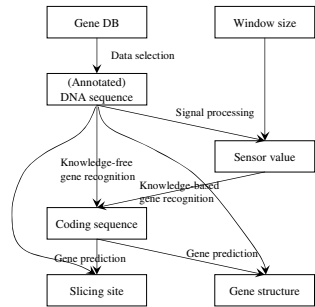 Gene DB
Window size
Data selection
(Annotated)
DNA sequence
Signal processing
Sensor value
Knowledge-free
gene recognition
Knowledge-based
gene recognition
Coding sequence
Gene prediction
Gene prediction
Slicing site
Gene structure